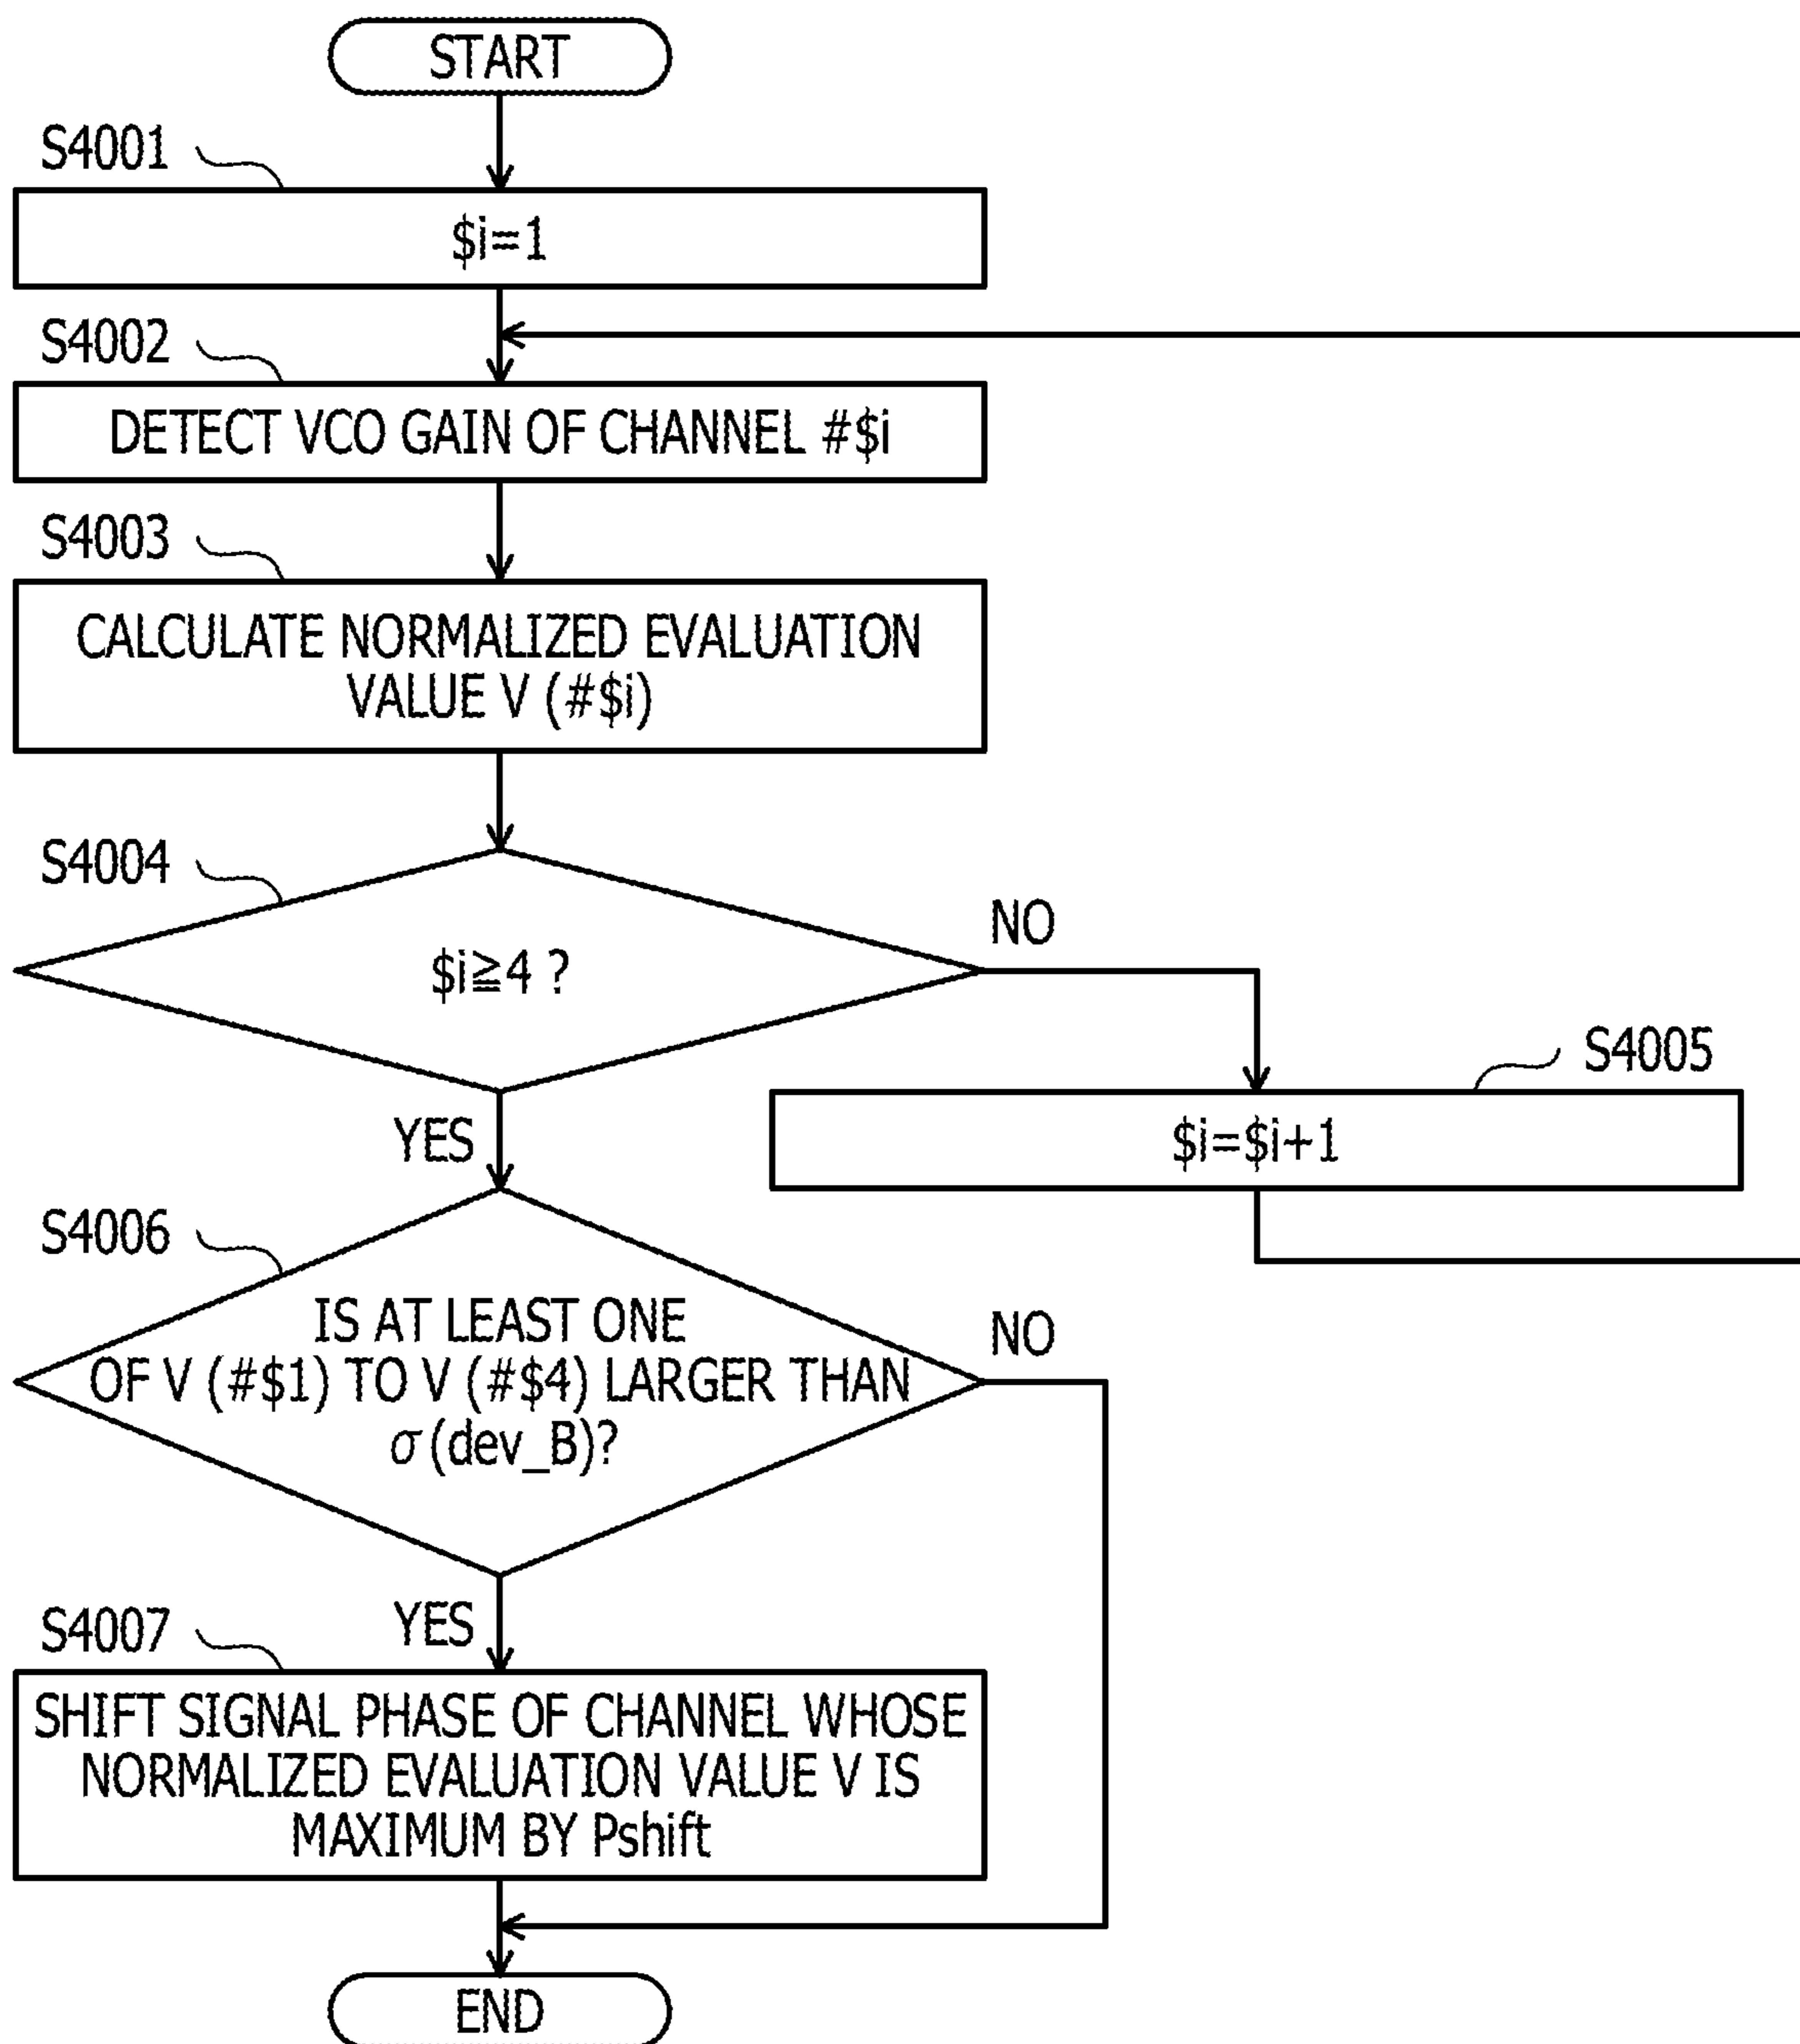 START
S4001
$i=1
S4002
DETECT VCO GAIN OF CHANNEL #$i
S4003
CALCULATE NORMALIZED EVALUATION
VALUE V (#$i)
S4004
$i≧4 ?
NO
YES
S4005
$i=$i+1
S4006
IS AT LEAST ONE
OF V (#$1) TO V (#$4) LARGER THAN
σ(dev_B)?
NO
YES
S4007
SHIFT SIGNAL PHASE OF CHANNEL WHOSE
NORMALIZED EVALUATION VALUE V IS
MAXIMUM BY Pshift
END